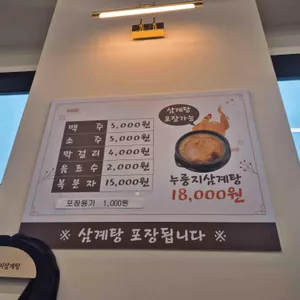 맥 주 5,000원
소 주 5,000원
막걸리 4,000원
음료수 2,000원
복분자 15,000원
포장용기 1,000원
삼계탕
포장가능
누룽지삼계탕
18,000원
※ 삼계탕 포장됩니다 ※